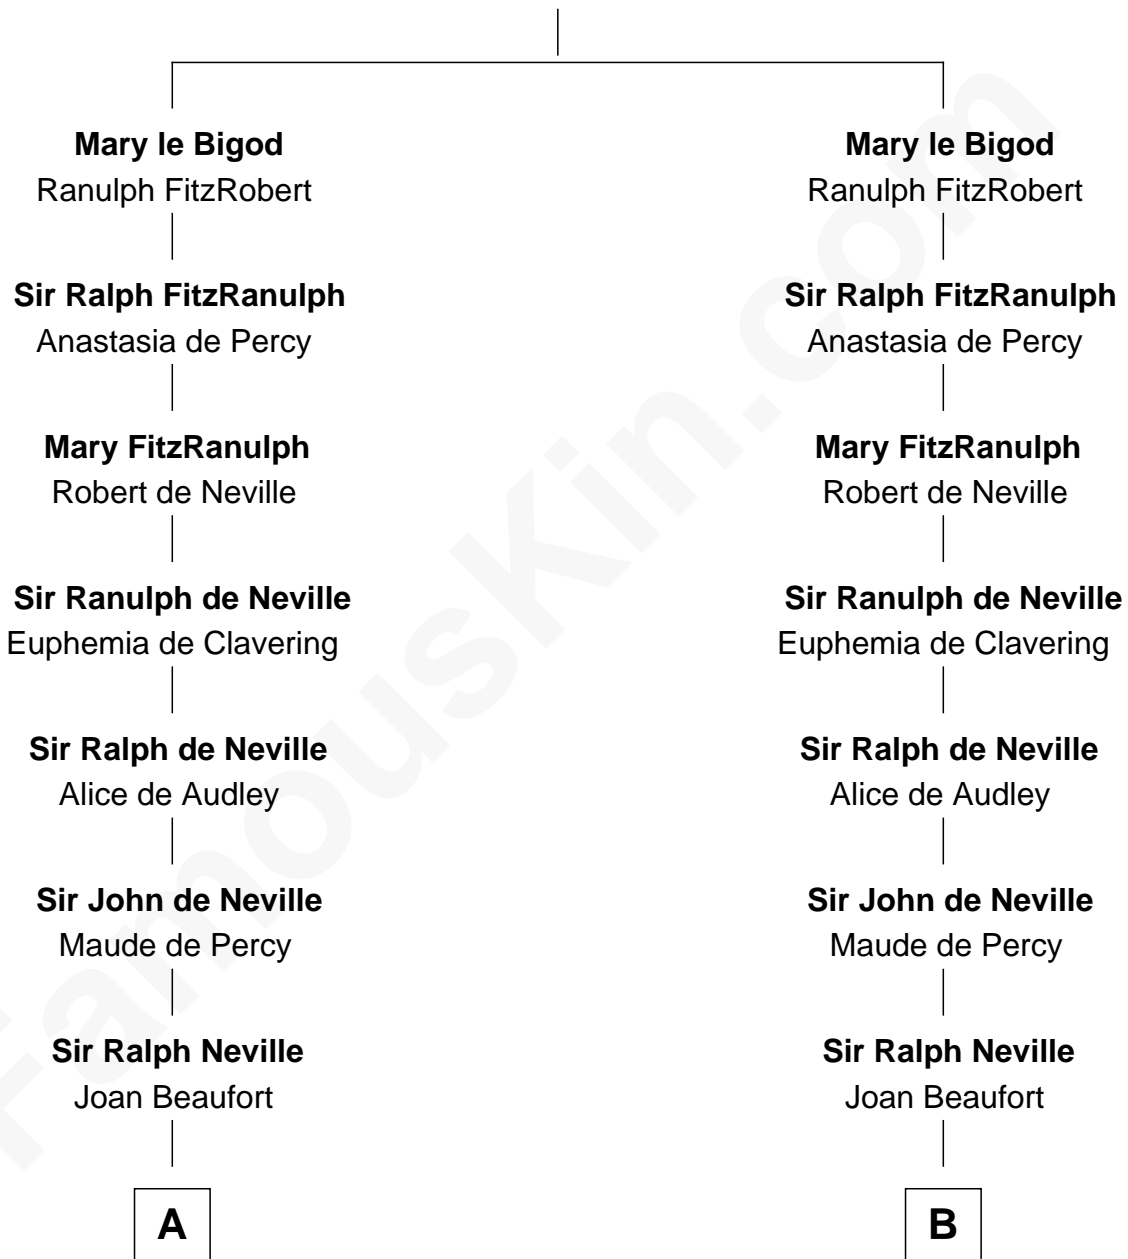 Mary le Bigod
Ranulph FitzRobert
Sir Ralph FitzRanulph
Anastasia de Percy
Mary FitzRanulph
Robert de Neville
Sir Ranulph de Neville
Euphemia de Clavering
Sir Ralph de Neville
Alice de Audley
Sir John de Neville
Maude de Percy
Sir Ralph Neville
Joan Beaufort
A
Mary le Bigod
Ranulph FitzRobert
Sir Ralph FitzRanulph
Anastasia de Percy
Mary FitzRanulph
Robert de Neville
Sir Ranulph de Neville
Euphemia de Clavering
Sir Ralph de Neville
Alice de Audley
Sir John de Neville
Maude de Percy
Sir Ralph Neville
Joan Beaufort
B
FamousKin.com